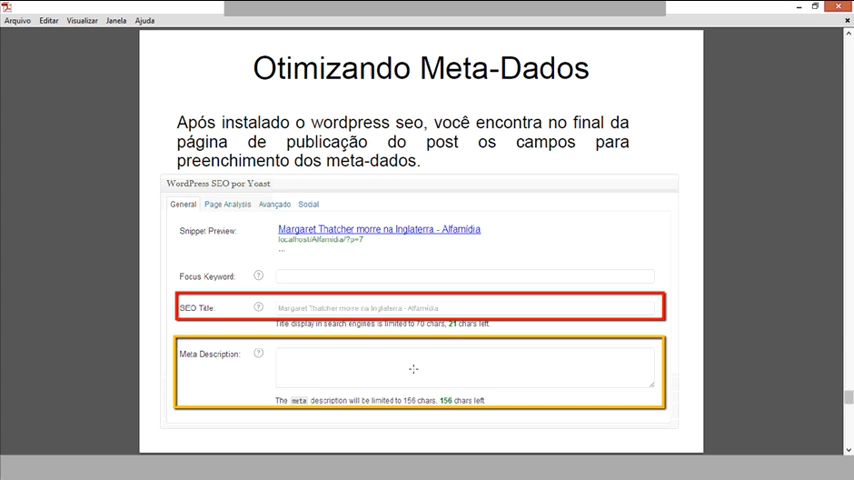 Arquivo Editar Visualizar Janela Ajuda
Otimizando Meta-Dados
Após instalado o wordpress seo, você encontra no final da
página de publicação do post os campos para
preenchimento dos meta-dados.
WordPress SEO por Yoast
General Page Analysis Avançado Social
Snippet Preview: Margaret Thatcher morre na Inglaterra - Alfamídia
localhost/Alfamidia/?p=7
...
Focus Keyword: ?
SEO Title: ? Margaret Thatcher morre na Inglaterra - Alfamídia
Title display in search engines is limited to 70 chars, 21 chars left.
Meta Description: ?
The meta description will be limited to 156 chars, 156 chars left.